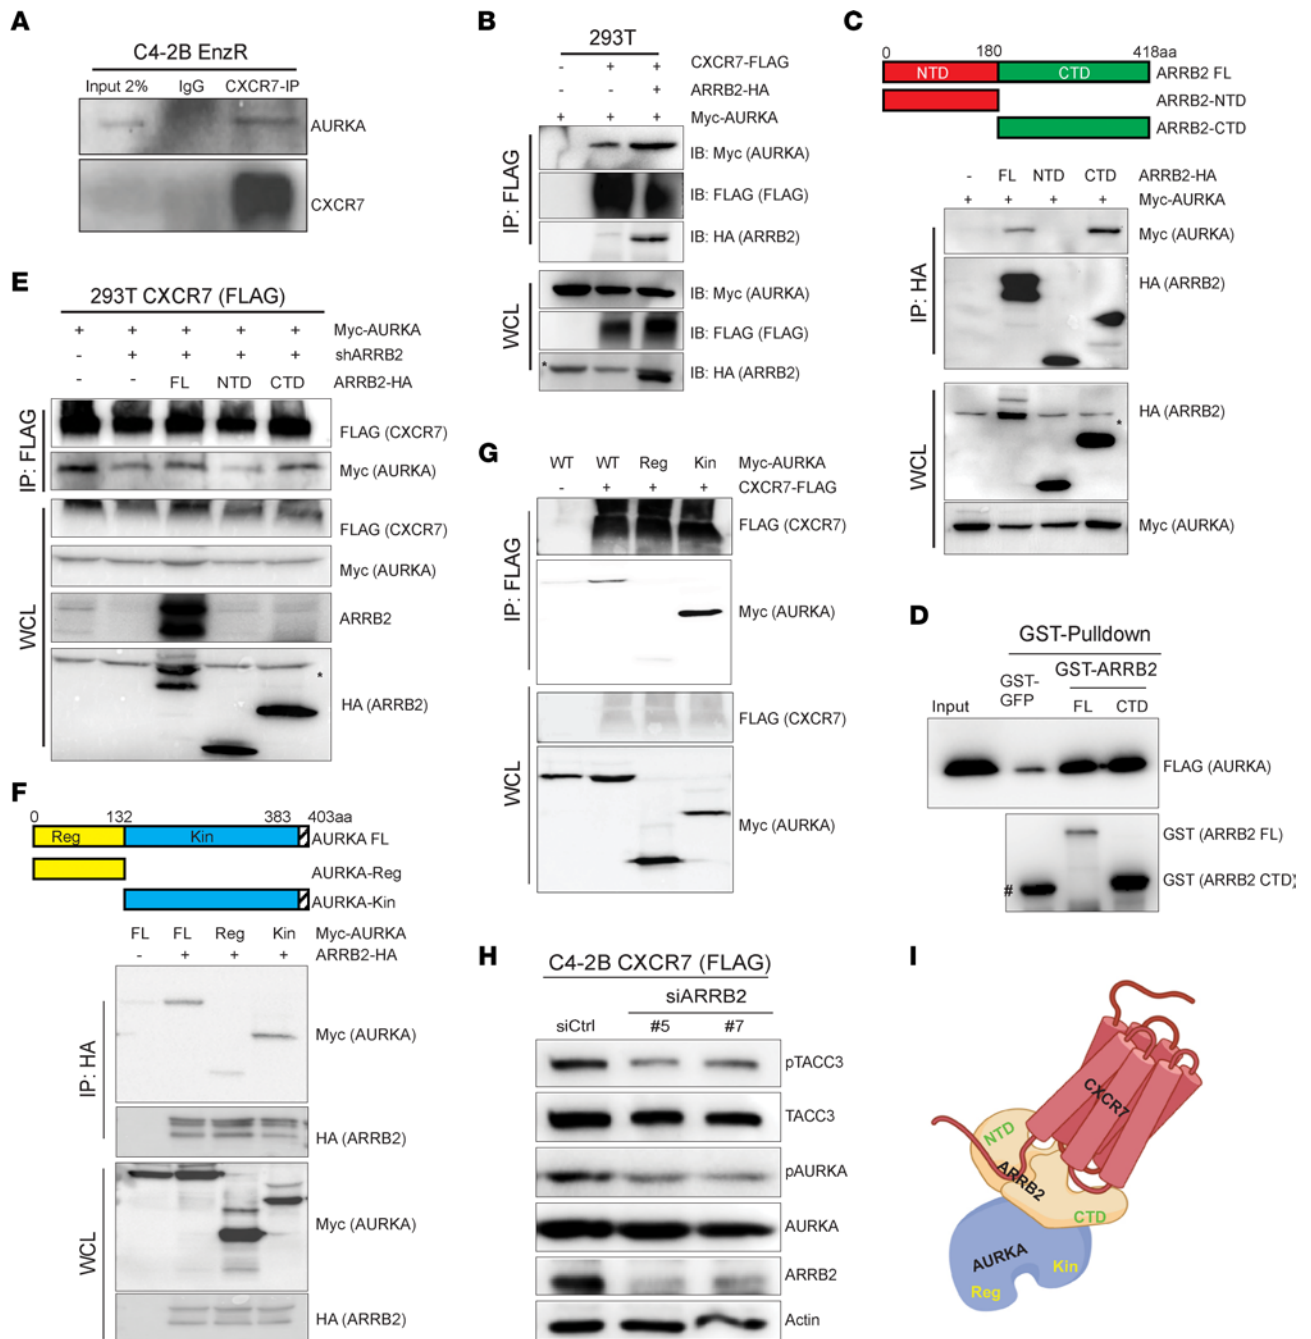 A
C4-2B EnzR
Input 2% IgG CXCR7-IP
AURKA
CXCR7
B
293T
- + + CXCR7-FLAG
- - + ARRB2-HA
+ + + Myc-AURKA
IP: FLAG
IB: Myc (AURKA)
IB: FLAG (FLAG)
IB: HA (ARRB2)
WCL
IB: Myc (AURKA)
IB: FLAG (FLAG)
* IB: HA (ARRB2)
C
0 180 418aa
NTD CTD ARRB2 FL
ARRB2-NTD
ARRB2-CTD
- FL NTD CTD ARRB2-HA
+ + + + Myc-AURKA
IP: HA
Myc (AURKA)
HA (ARRB2)
WCL
HA (ARRB2)
*
Myc (AURKA)
D
GST-Pulldown
GST-ARRB2
GST-
GFP
Input FL CTD
FLAG (AURKA)
GST (ARRB2 FL)
GST (ARRB2 CTD)
#
E
293T CXCR7 (FLAG)
+ + + + + Myc-AURKA
- + + + + shARRB2
- - FL NTD CTD ARRB2-HA
IP: FLAG
FLAG (CXCR7)
Myc (AURKA)
WCL
FLAG (CXCR7)
Myc (AURKA)
ARRB2
*
HA (ARRB2)
F
0 132 383 403aa
Reg Kin AURKA FL
AURKA-Reg
AURKA-Kin
FL FL Reg Kin Myc-AURKA
- + + + ARRB2-HA
IP: HA
Myc (AURKA)
HA (ARRB2)
WCL
Myc (AURKA)
HA (ARRB2)
G
WT WT Reg Kin Myc-AURKA
- + + + CXCR7-FLAG
IP: FLAG
FLAG (CXCR7)
Myc (AURKA)
WCL
FLAG (CXCR7)
Myc (AURKA)
H
C4-2B CXCR7 (FLAG)
siARRB2
siCtrl #5 #7
pTACC3
TACC3
pAURKA
AURKA
ARRB2
Actin
I
CXCR7
NTD
ARRB2
CTD
AURKA
Kin
Reg